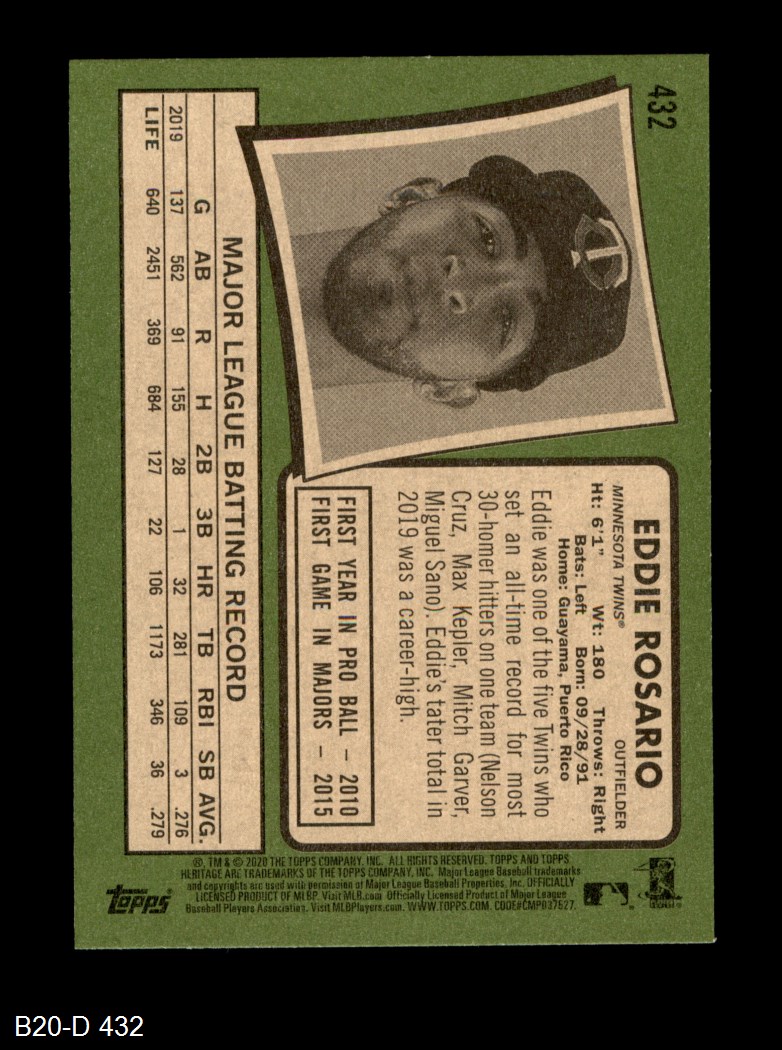 432
EDDIE ROSARIO
MINNESOTA TWINS® OUTFIELDER
Ht: 6'1" Wt: 180 Throws: Right
Bats: Left Born: 09/28/91
Home: Guayama, Puerto Rico
Eddie was one of the five Twins who
set an all-time record for most
30-homer hitters on one team (Nelson
Cruz, Max Kepler, Mitch Garver,
Miguel Sano). Eddie's tater total in
2019 was a career-high.
FIRST YEAR IN PRO BALL – 2010
FIRST GAME IN MAJORS – 2015
MAJOR LEAGUE BATTING RECORD
G AB R H 2B 3B HR TB RBI SB AVG.
2019 137 562 91 155 28 1 32 281 109 3 .276
LIFE 640 2451 369 684 127 22 106 1173 346 36 .279
®, TM & © 2020 THE TOPPS COMPANY, INC. ALL RIGHTS RESERVED. TOPPS AND TOPPS
HERITAGE ARE TRADEMARKS OF THE TOPPS COMPANY, INC. Major League Baseball trademarks
and copyrights are used with permission of Major League Baseball Properties, Inc. OFFICIALLY
LICENSED PRODUCT OF MLBP. Visit MLB.com Officially Licensed Product of Major League
Baseball Players Association. Visit MLBPlayers.com. WWW.TOPPS.COM. CODE#CMP037627.
topps
B20-D 432